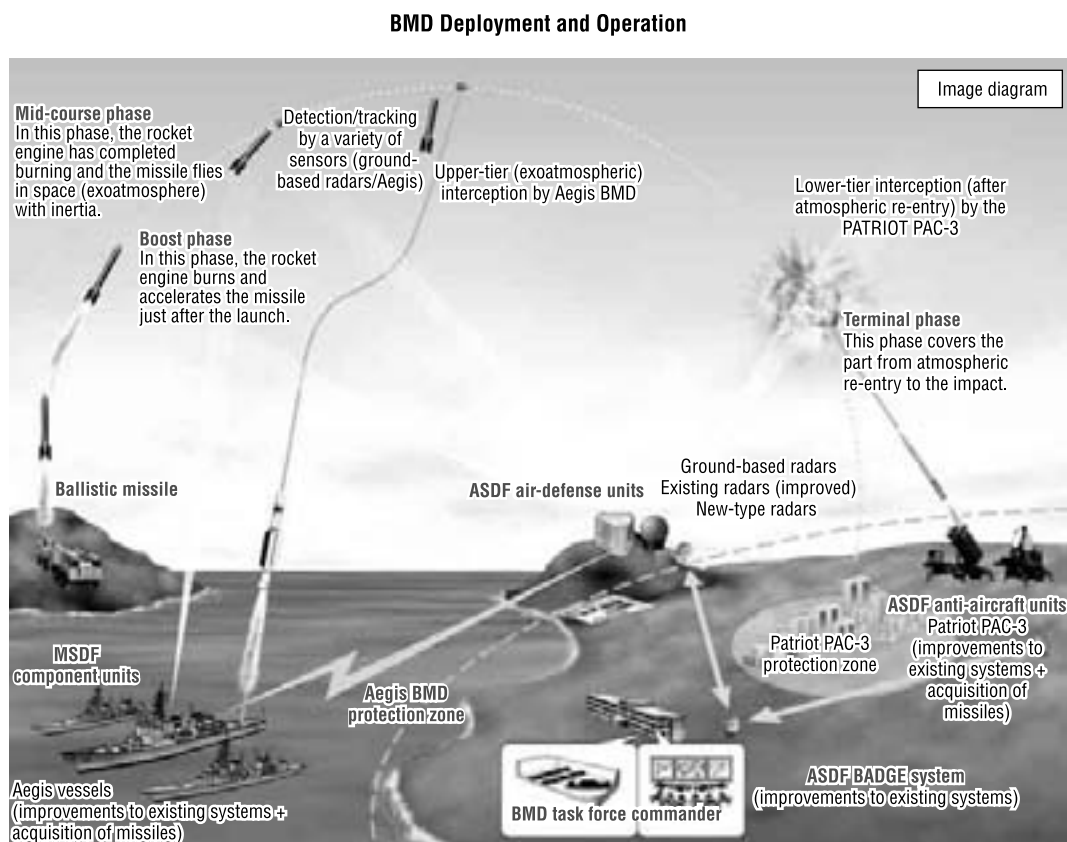 BMD Deployment and Operation
Image diagram
Mid-course phase
In this phase, the rocket
engine has completed
burning and the missile flies
in space (exoatmosphere)
with inertia.
Detection/tracking
by a variety of
sensors (ground-
based radars/Aegis)
Upper-tier (exoatmospheric)
interception by Aegis BMD
Lower-tier interception (after
atmospheric re-entry) by the
PATRIOT PAC-3
Boost phase
In this phase, the rocket
engine burns and
accelerates the missile
just after the launch.
Terminal phase
This phase covers the
part from atmospheric
re-entry to the impact.
Ballistic missile
ASDF air-defense units
Ground-based radars
Existing radars (improved)
New-type radars
ASDF anti-aircraft units
Patriot PAC-3
(improvements to
existing systems +
acquisition of
missiles)
Patriot PAC-3
protection zone
MSDF
component units
Aegis BMD
protection zone
Aegis vessels
(improvements to existing systems +
acquisition of missiles)
BMD task force commander
ASDF BADGE system
(improvements to existing systems)